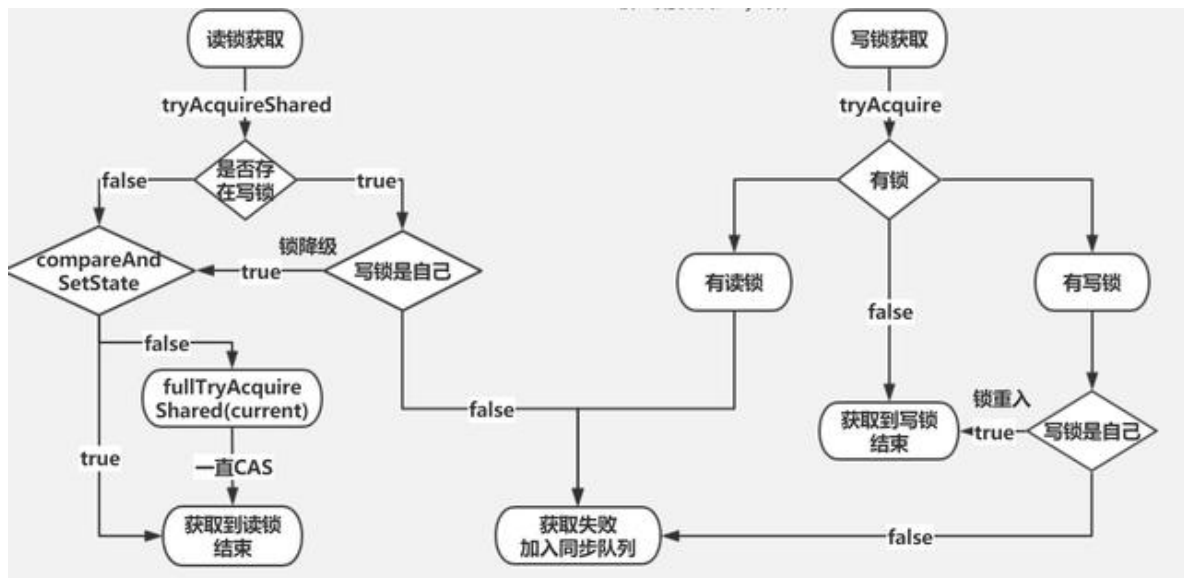 读锁获取
tryAcquireShared
是否存
在写锁
false
true
compareAnd
SetState
锁降级
true
写锁是自己
false
fullTryAcquire
Shared(current)
true
一直CAS
获取到读锁
结束
false
获取失败
加入同步队列
写锁获取
tryAcquire
有锁
有读锁
false
有写锁
获取到写锁
结束
锁重入
true
写锁是自己
false